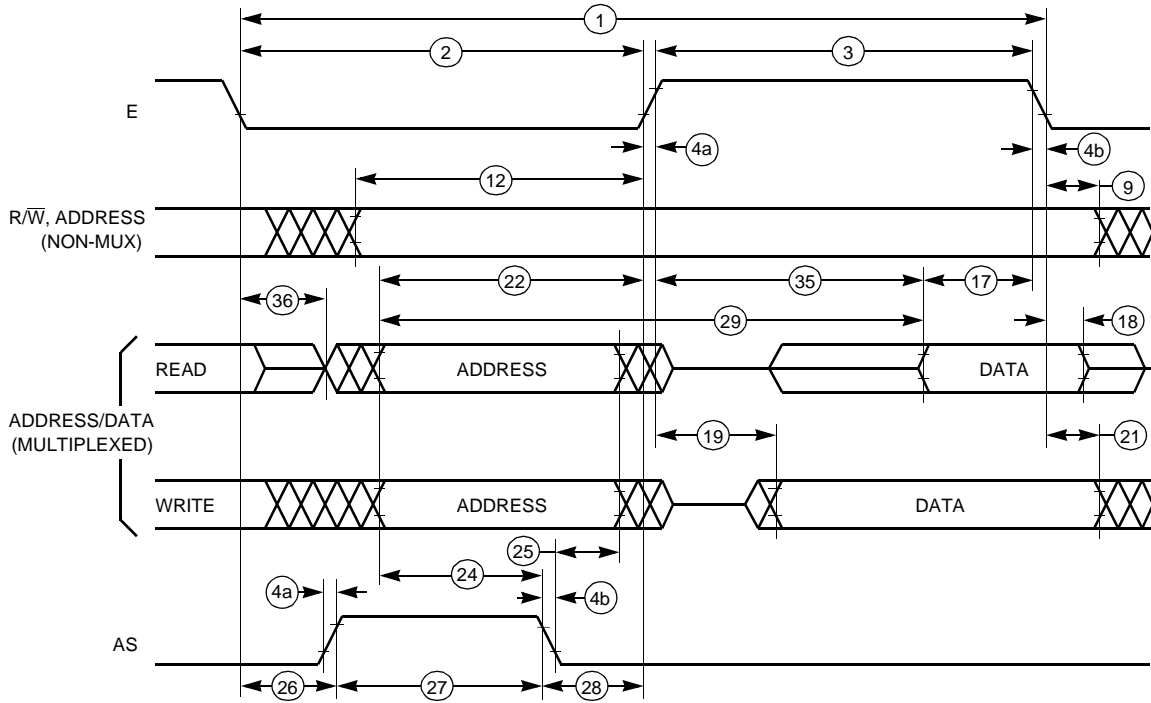 1
2
3
E
4a
4b
12
9
R/W̅, ADDRESS
(NON-MUX)
22
35
17
36
29
18
READ
ADDRESS
DATA
ADDRESS/DATA
(MULTIPLEXED)
19
21
WRITE
ADDRESS
DATA
25
24
4a
4b
AS
26
27
28